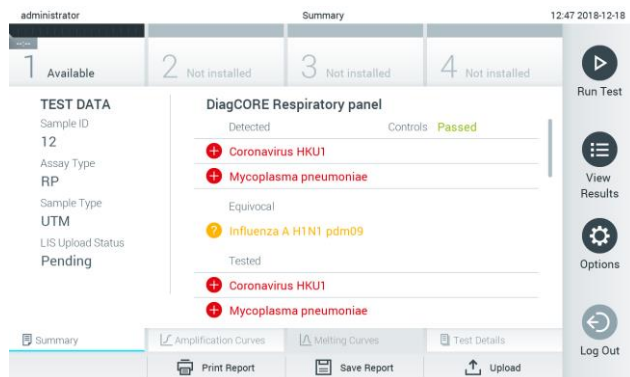 administrator
Summary
12:47 2018-12-18
1 Available
2 Not installed
3 Not installed
4 Not installed
Run Test
TEST DATA
Sample ID
12
Assay Type
RP
Sample Type
UTM
LIS Upload Status
Pending
DiagCORE Respiratory panel
Detected
Controls Passed
Coronavirus HKU1
Mycoplasma pneumoniae
Equivocal
? Influenza A H1N1 pdm09
Tested
Coronavirus HKU1
Mycoplasma pneumoniae
View
Results
Options
Log Out
Summary
Amplification Curves
Melting Curves
Test Details
Print Report
Save Report
Upload